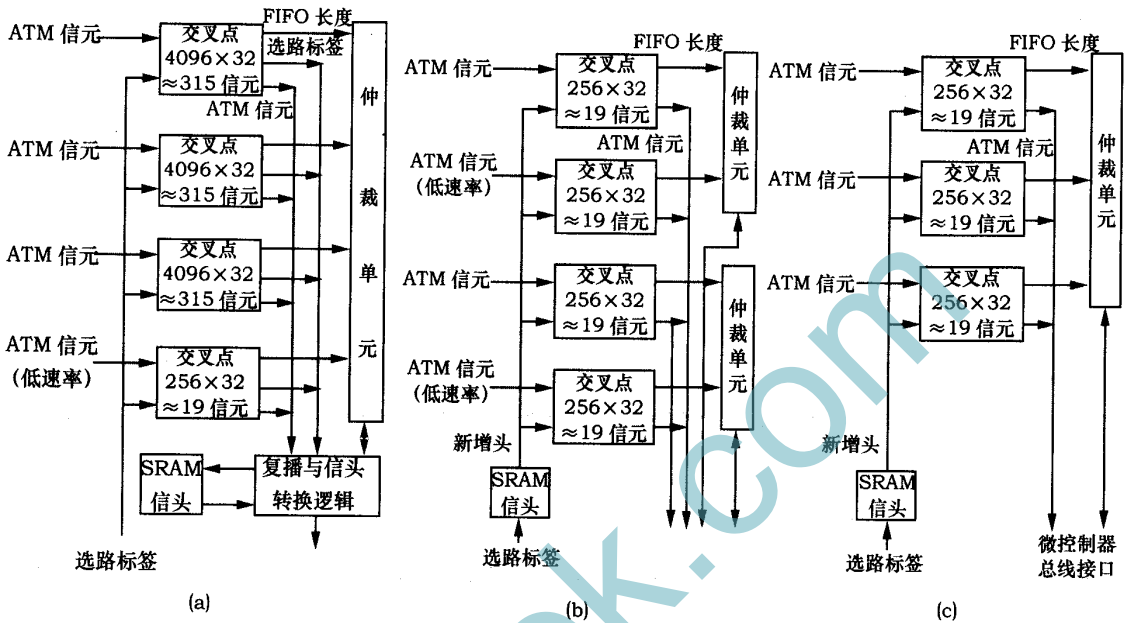 FIFO 长度
选路标签
ATM 信元
交叉点
4096×32
≈315 信元
ATM 信元
ATM 信元
交叉点
4096×32
≈315 信元
ATM 信元
交叉点
4096×32
≈315 信元
ATM 信元
(低速率)
交叉点
256×32
≈19 信元
仲
裁
单
元
SRAM
信头
复播与信头
转换逻辑
选路标签
(a)
FIFO 长度
ATM 信元
交叉点
256×32
≈19 信元
ATM 信元
ATM 信元
(低速率)
交叉点
256×32
≈19 信元
仲
裁
单
元
ATM 信元
交叉点
256×32
≈19 信元
ATM 信元
(低速率)
交叉点
256×32
≈19 信元
仲
裁
单
元
新增头
SRAM
信头
选路标签
(b)
FIFO 长度
ATM 信元
交叉点
256×32
≈19 信元
ATM 信元
ATM 信元
交叉点
256×32
≈19 信元
ATM 信元
交叉点
256×32
≈19 信元
仲
裁
单
元
新增头
SRAM
信头
选路标签
微控制器
总线接口
(c)
k.com